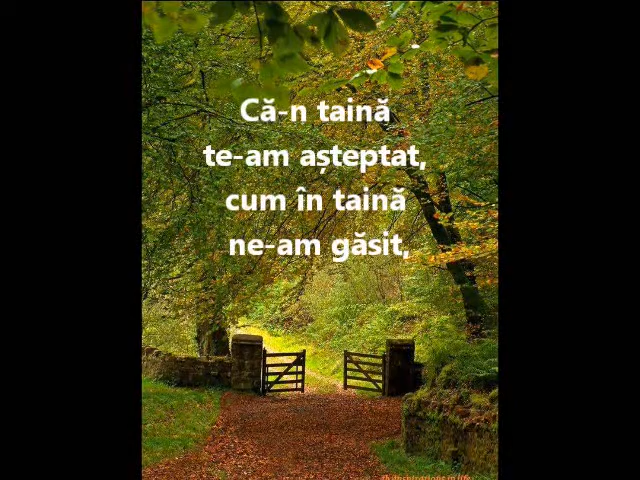 Că-n taină
te-am așteptat,
cum în taină
ne-am găsit,